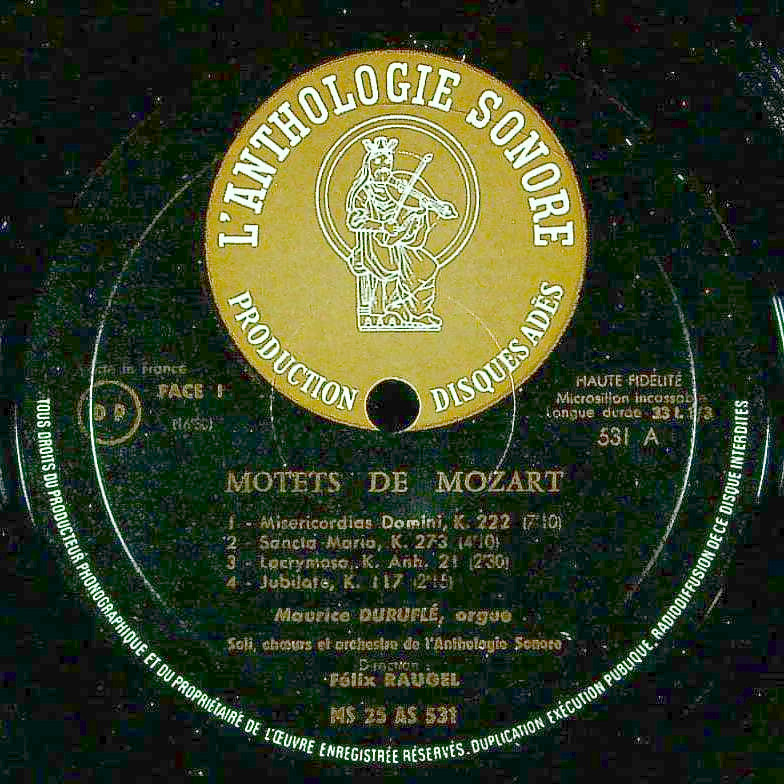 L'ANTHOLOGIE SONORE
PRODUCTION DISQUES ADÈS
in France
DP
FACE I
HAUTE FIDELITÉ
Microsillon incassable
Longue durée - 33 t. 1/3
531 A
MOTETS DE MOZART
1 - Misericordias Domini, K. 222 (7'10)
2 - Sancta Maria, K. 273 (4'10)
3 - Lacrymosa, K. Anh. 21 (2'30)
4 - Jubilate, K. 117 (2'15)
Maurice DURUFLÉ, orgue
Soli, chœurs et orchestre de l'Anthologie Sonore
Direction :
Félix RAUGEL
MS 25 AS 531
TOUS DROITS DU PRODUCTEUR PHONOGRAPHIQUE ET DU PROPRIÉTAIRE DE L'ŒUVRE ENREGISTRÉE RÉSERVÉS. DUPLICATION EXÉCUTION PUBLIQUE. RADIODIFFUSION DE CE DISQUE INTERDITES